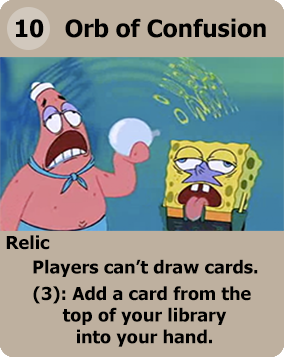 10 Orb of Confusion
Relic
Players can't draw cards.
(3): Add a card from the
top of your library
into your hand.